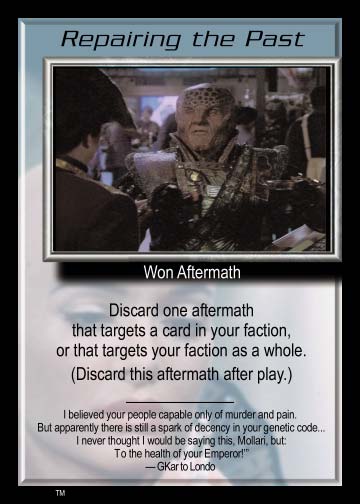 Repairing the Past
Won Aftermath
Discard one aftermath
that targets a card in your faction,
or that targets your faction as a whole.
(Discard this aftermath after play.)
I believed your people capable only of murder and pain.
But apparently there is still a spark of decency in your genetic code...
I never thought I would be saying this, Mollari, but:
To the health of your Emperor!'"
— GKar to Londo
TM